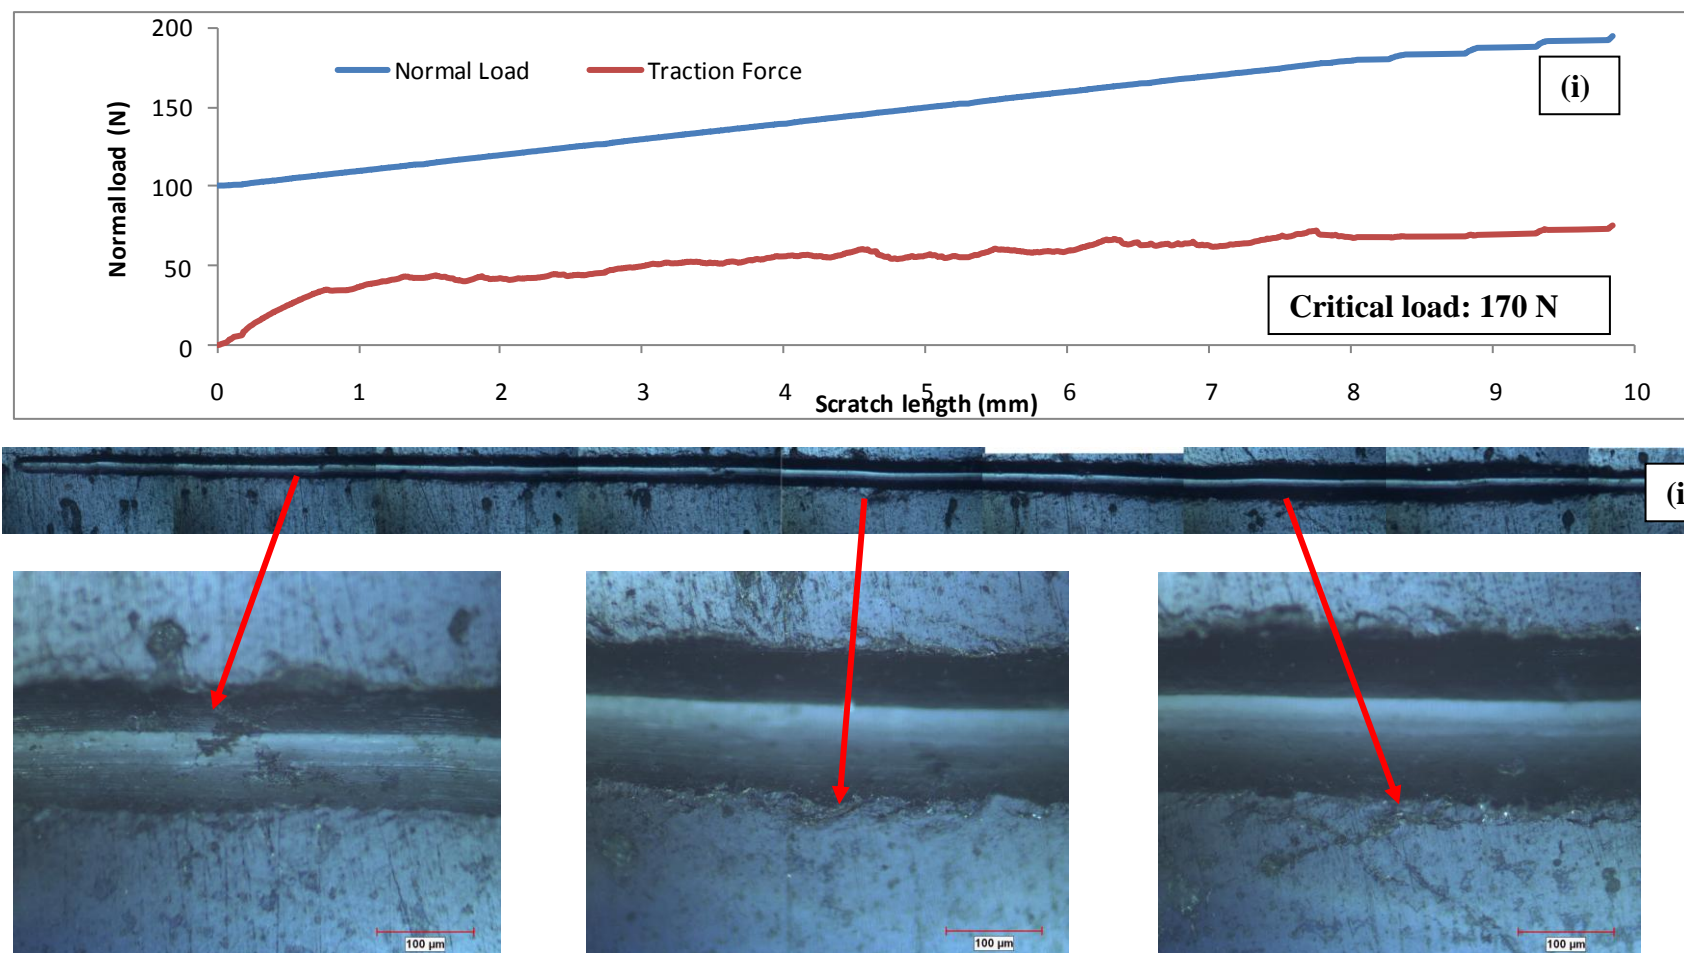 200
Normal Load
Traction Force
(i)
150
Normal load (N)
100
50
Critical load: 170 N
0
0 1 2 3 4 5 6 7 8 9 10
Scratch length (mm)
(i
100 µm
100 µm
100 µm